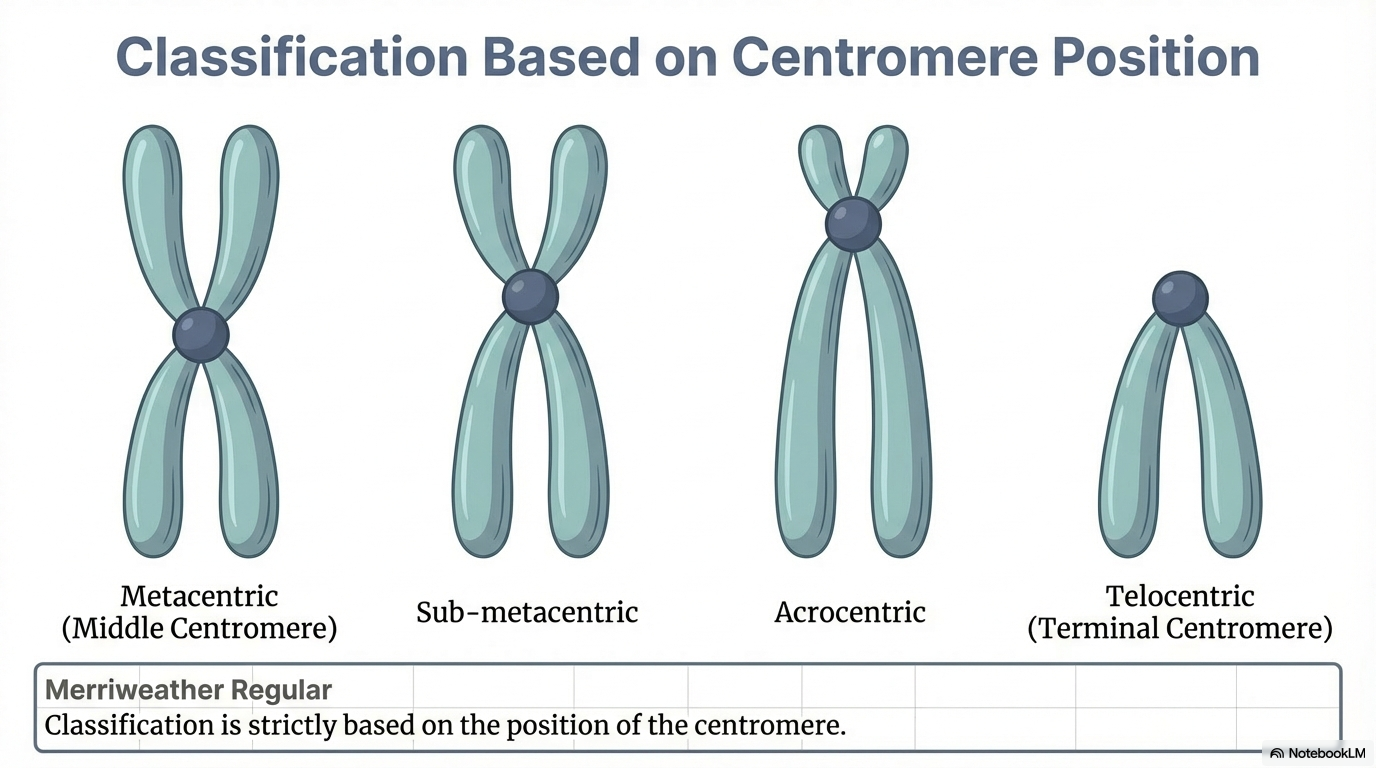 Classification Based on Centromere Position
Metacentric
(Middle Centromere)
Sub-metacentric
Acrocentric
Telocentric
(Terminal Centromere)
Merriweather Regular
Classification is strictly based on the position of the centromere.
NotebookLM